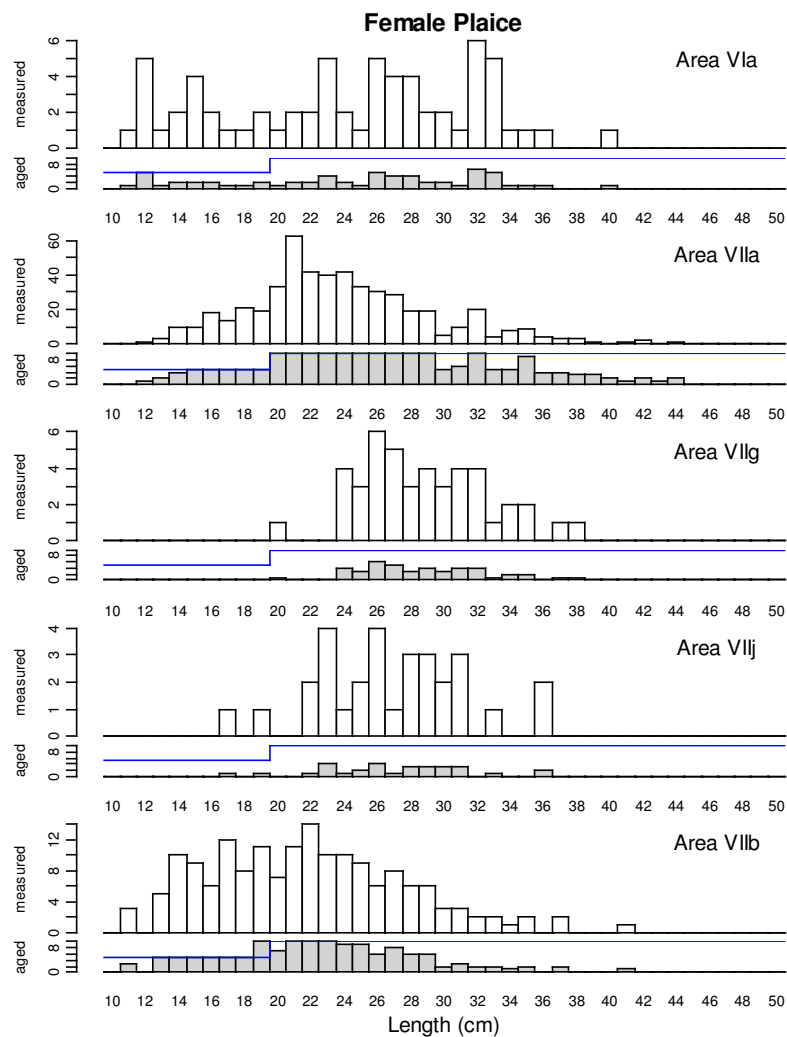 Female Plaice
Area VIa
measured
0 2 4 6
aged
0 8
10 12 14 16 18 20 22 24 26 28 30 32 34 36 38 40 42 44 46 48 50
Area VIIa
measured
0 20 40 60
aged
0 8
10 12 14 16 18 20 22 24 26 28 30 32 34 36 38 40 42 44 46 48 50
Area VIIg
measured
0 2 4 6
aged
0 8
10 12 14 16 18 20 22 24 26 28 30 32 34 36 38 40 42 44 46 48 50
Area VIIj
measured
0 1 2 3 4
aged
0 8
10 12 14 16 18 20 22 24 26 28 30 32 34 36 38 40 42 44 46 48 50
Area VIIb
measured
0 4 8 12
aged
0 8
10 12 14 16 18 20 22 24 26 28 30 32 34 36 38 40 42 44 46 48 50
Length (cm)